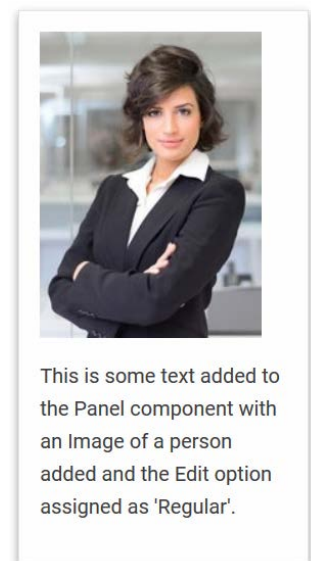 This is some text added to
the Panel component with
an Image of a person
added and the Edit option
assigned as 'Regular'.